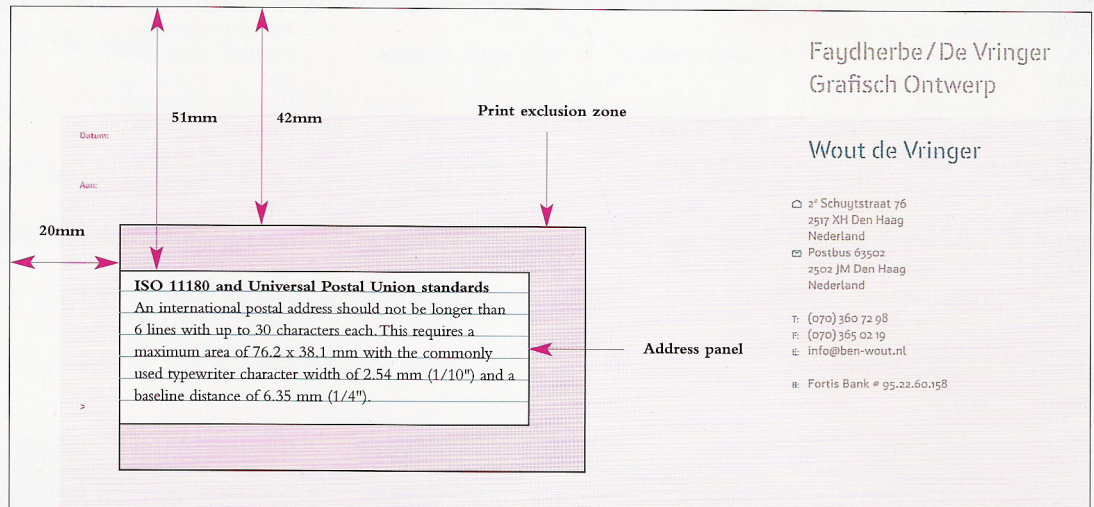 51mm
42mm
Print exclusion zone
Datum:
Aan:
20mm
ISO 11180 and Universal Postal Union standards
An international postal address should not be longer than
6 lines with up to 30 characters each. This requires a
maximum area of 76.2 x 38.1 mm with the commonly
used typewriter character width of 2.54 mm (1/10") and a
baseline distance of 6.35 mm (1/4").
Address panel
>
Faydherbe/De Vringer
Grafisch Ontwerp
Wout de Vringer
2e Schuytstraat 76
2517 XH Den Haag
Nederland
Postbus 63502
2502 JM Den Haag
Nederland
T: (070) 360 72 98
F: (070) 365 02 19
E: info@ben-wout.nl
B: Fortis Bank # 95.22.60.158